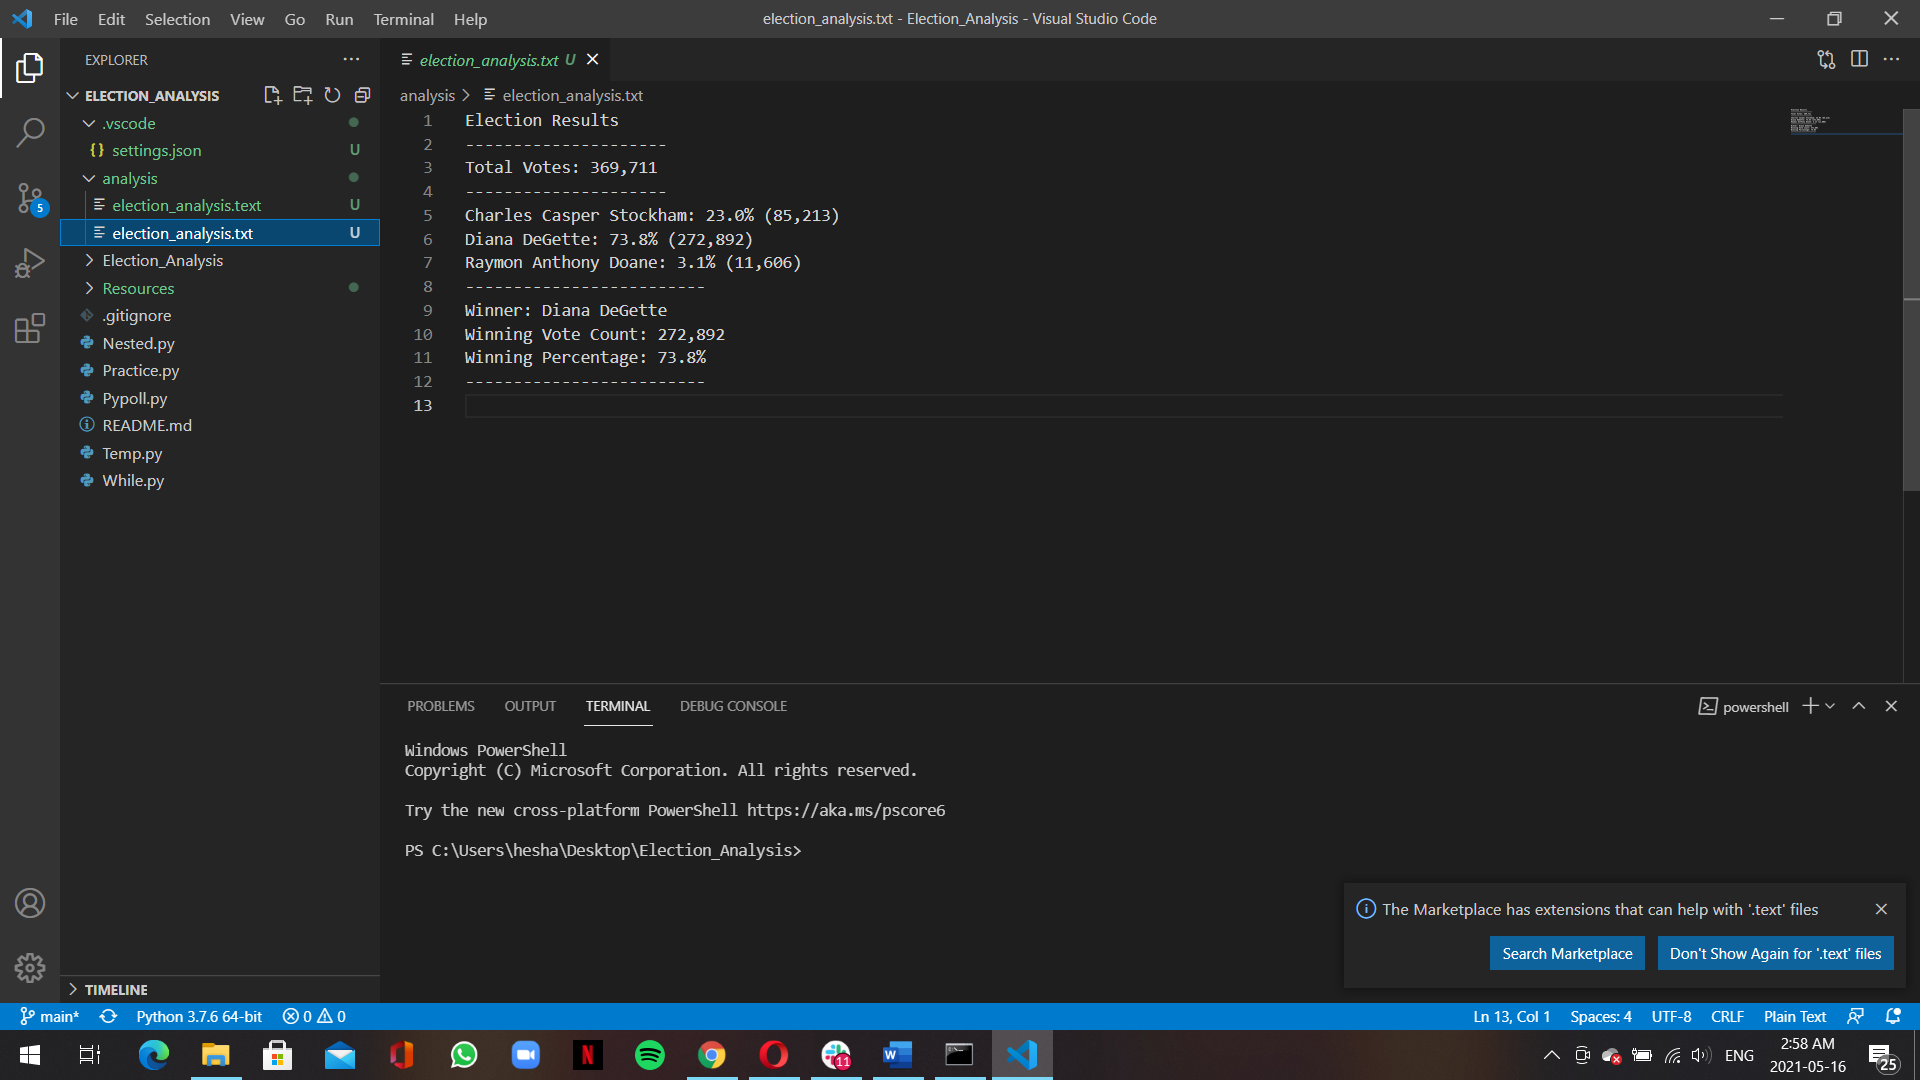 File Edit Selection View Go Run Terminal Help
election_analysis.txt - Election_Analysis - Visual Studio Code
EXPLORER
ELECTION_ANALYSIS
.vscode
settings.json U
analysis
election_analysis.text U
election_analysis.txt U
Election_Analysis
Resources
.gitignore
Nested.py
Practice.py
Pypoll.py
README.md
Temp.py
While.py
TIMELINE
5
election_analysis.txt U
analysis > election_analysis.txt
1 Election Results
2 ---------------------
3 Total Votes: 369,711
4 ---------------------
5 Charles Casper Stockham: 23.0% (85,213)
6 Diana DeGette: 73.8% (272,892)
7 Raymon Anthony Doane: 3.1% (11,606)
8 -------------------------
9 Winner: Diana DeGette
10 Winning Vote Count: 272,892
11 Winning Percentage: 73.8%
12 -------------------------
13
PROBLEMS OUTPUT TERMINAL DEBUG CONSOLE
powershell
Windows PowerShell
Copyright (C) Microsoft Corporation. All rights reserved.
Try the new cross-platform PowerShell https://aka.ms/pscore6
PS C:\Users\hesha\Desktop\Election_Analysis>
The Marketplace has extensions that can help with '.text' files
Search Marketplace
Don't Show Again for '.text' files
main* Python 3.7.6 64-bit 0 0
Ln 13, Col 1 Spaces: 4 UTF-8 CRLF Plain Text
11
ENG
2:58 AM
2021-05-16
25